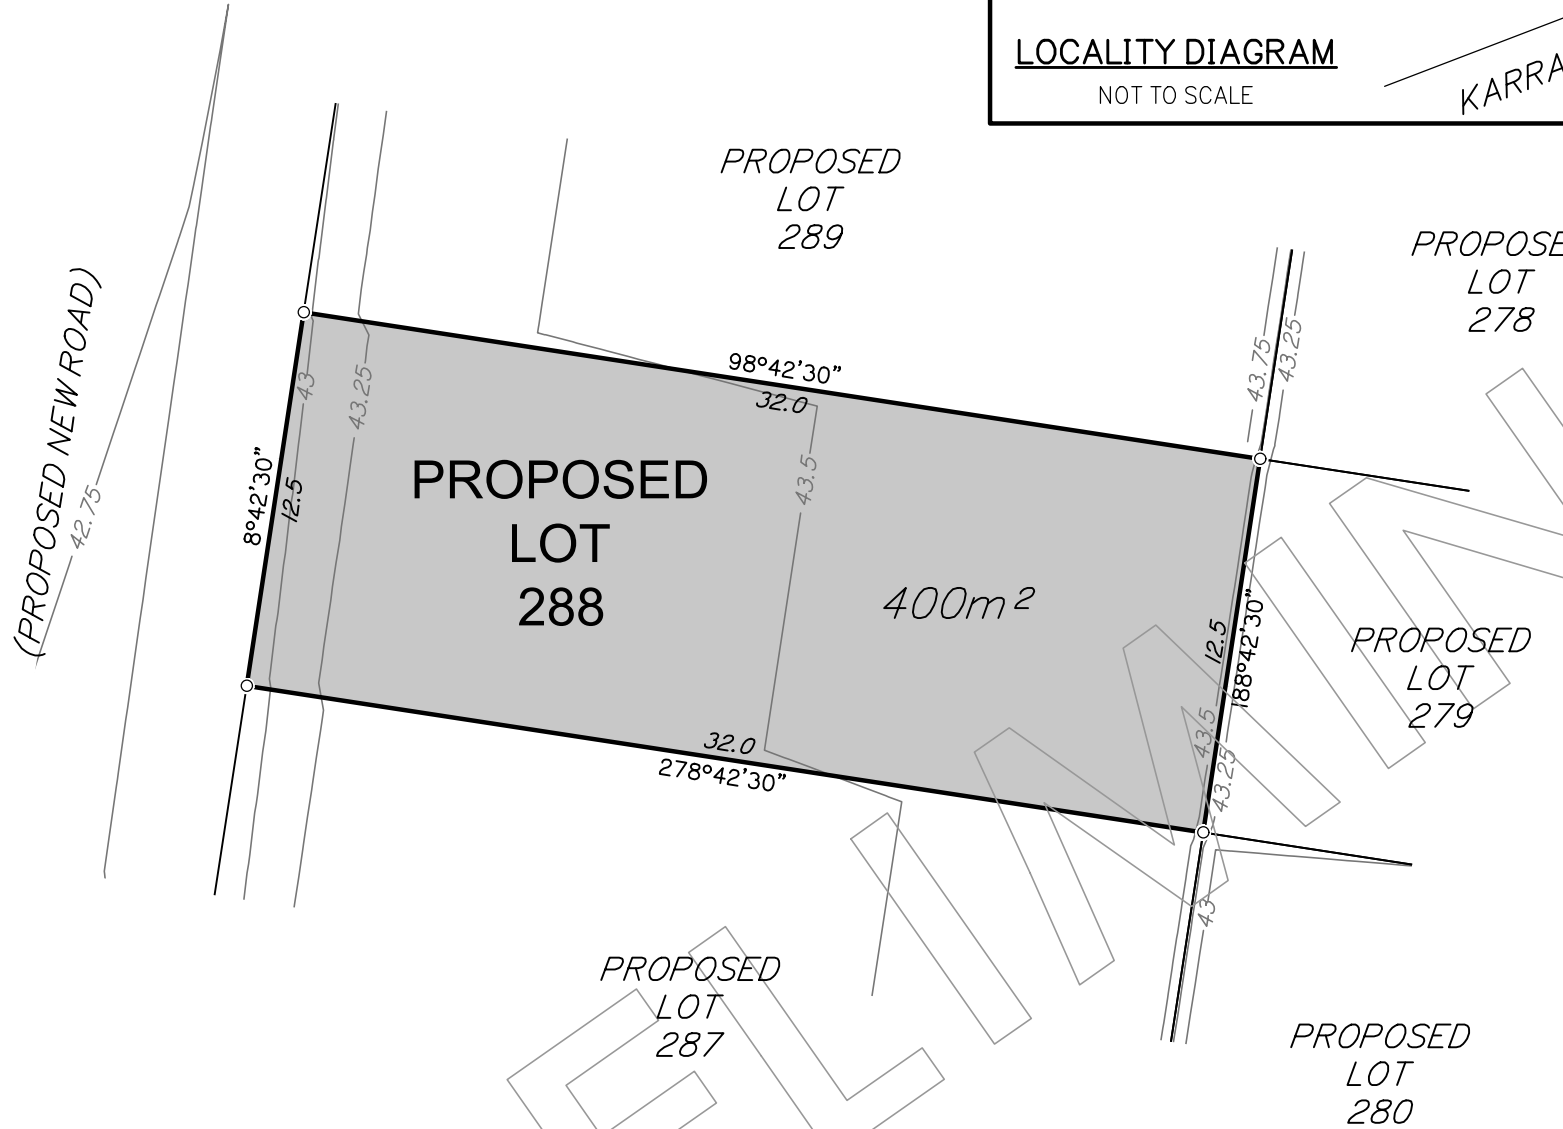 LOCALITY DIAGRAM
NOT TO SCALE
PROPOSED
LOT
289
LOT
278
(PROPOSED NEW ROAD)
42.75
43
43.25
43.75
43.25
98°42'30"
32.0
8°42'30"
12.5
PROPOSED
LOT
288
43.5
400m²
12.5
188°42'30"
PROPOSED
LOT
279
32.0
278°42'30"
43.5
43.25
43
PROPOSED
LOT
287
PROPOSED
LOT
280